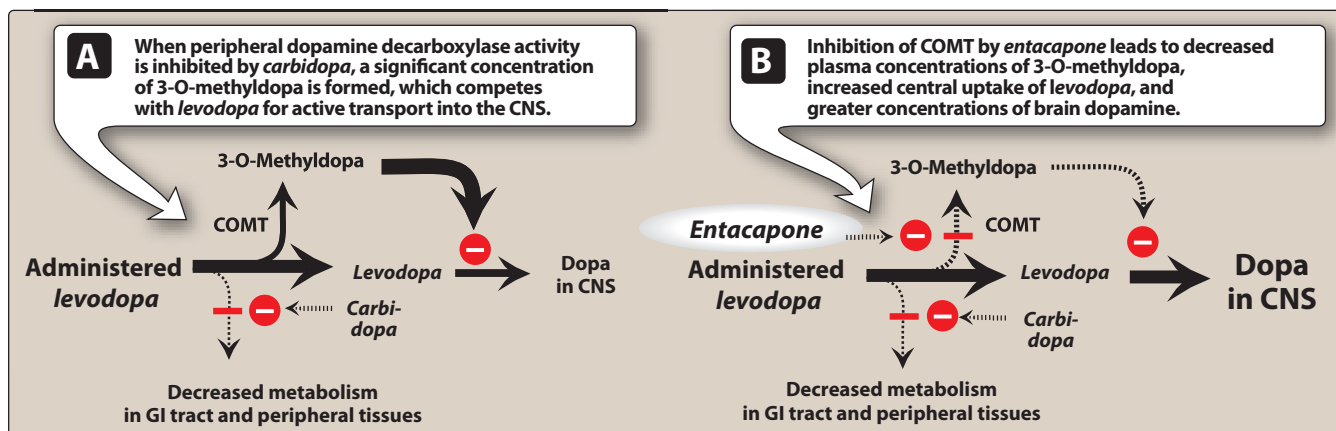 A
When peripheral dopamine decarboxylase activity
is inhibited by carbidopa, a significant concentration
of 3-O-methyldopa is formed, which competes
with levodopa for active transport into the CNS.
3-O-Methyldopa
COMT
Administered
levodopa
Levodopa
Dopa
in CNS
Carbi-
dopa
Decreased metabolism
in GI tract and peripheral tissues
B
Inhibition of COMT by entacapone leads to decreased
plasma concentrations of 3-O-methyldopa,
increased central uptake of levodopa, and
greater concentrations of brain dopamine.
3-O-Methyldopa
Entacapone
COMT
Administered
levodopa
Levodopa
Dopa
in CNS
Carbi-
dopa
Decreased metabolism
in GI tract and peripheral tissues